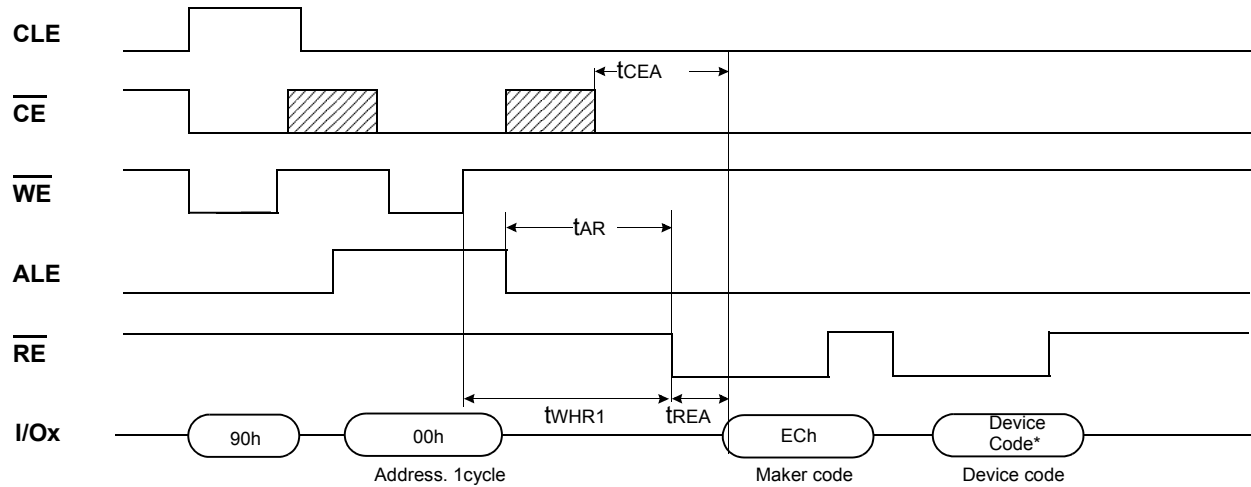 CLE
tCEA
CE
WE
tAR
ALE
RE
tWHR1
tREA
I/Ox
90h
00h
ECh
Device
Code*
Address. 1cycle
Maker code
Device code